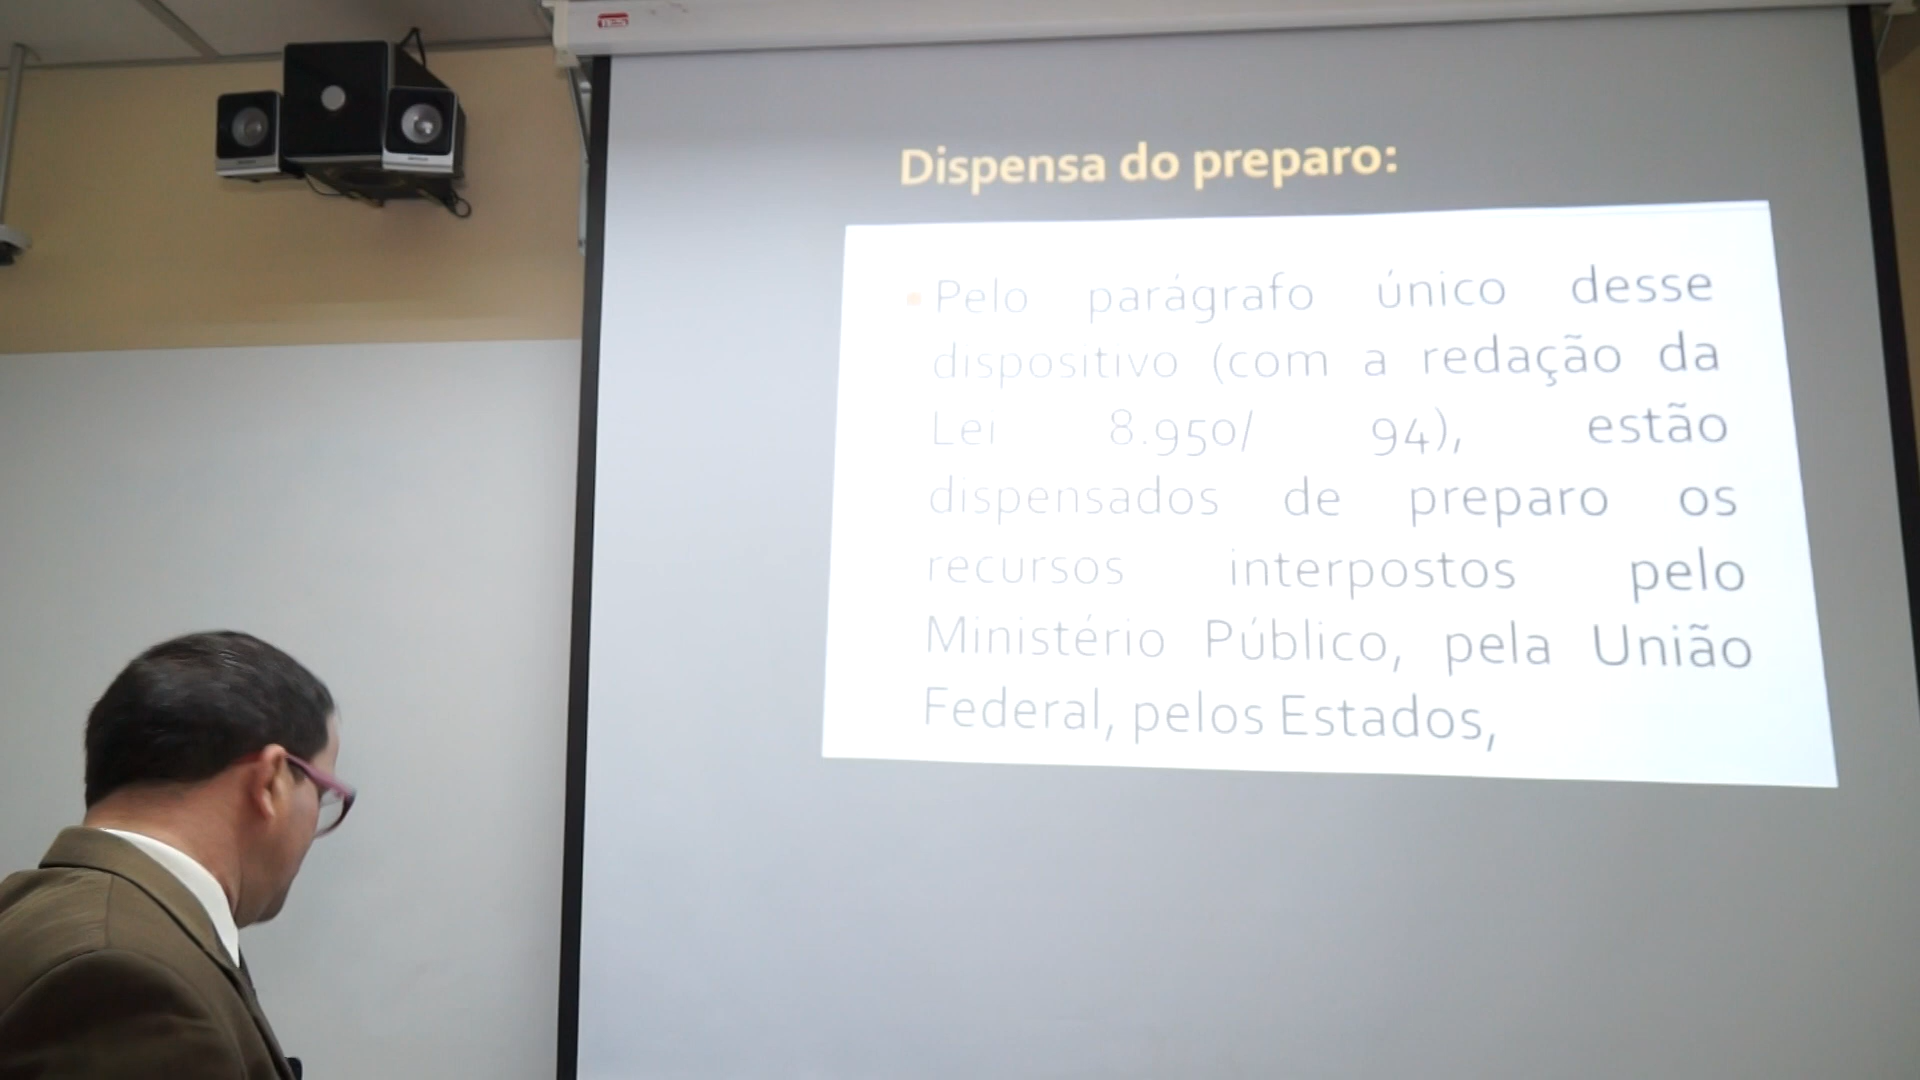 Dispensa do preparo:
Pelo parágrafo único desse
dispositivo (com a redação da
Lei 8.950/ 94), estão
dispensados de preparo os
recursos interpostos pelo
Ministério Público, pela União
Federal, pelos Estados,